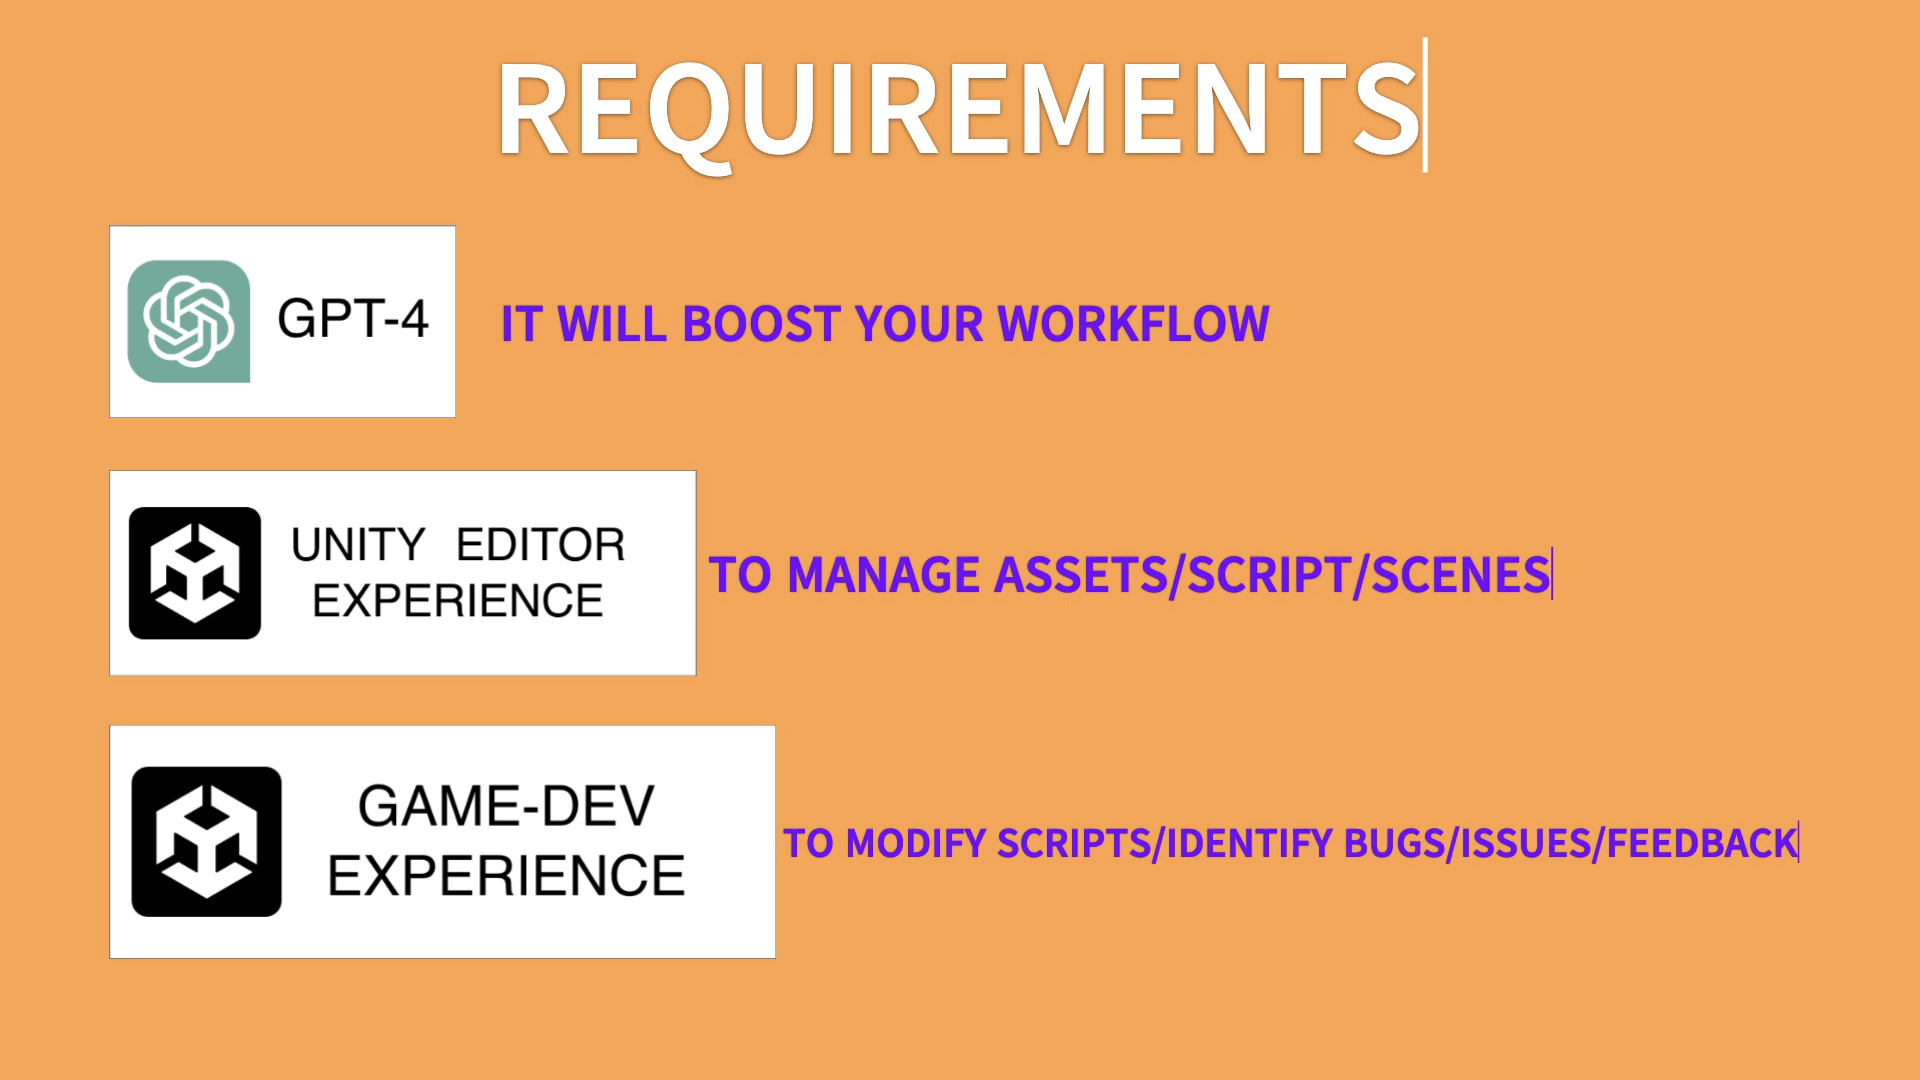 REQUIREMENTS
GPT-4
IT WILL BOOST YOUR WORKFLOW
UNITY EDITOR
EXPERIENCE
TO MANAGE ASSETS/SCRIPT/SCENES
GAME-DEV
EXPERIENCE
TO MODIFY SCRIPTS/IDENTIFY BUGS/ISSUES/FEEDBACK